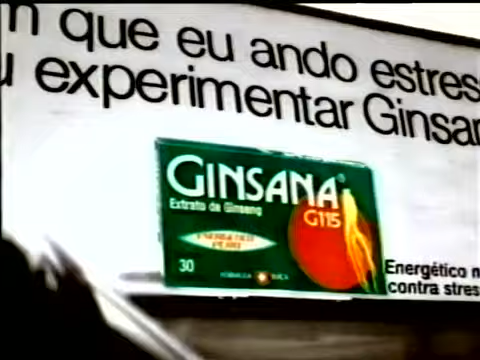 que eu ando estres
experimentar Ginsan
GINSANA
Extrato de Ginseng
G115
30
Energético n
contra stres